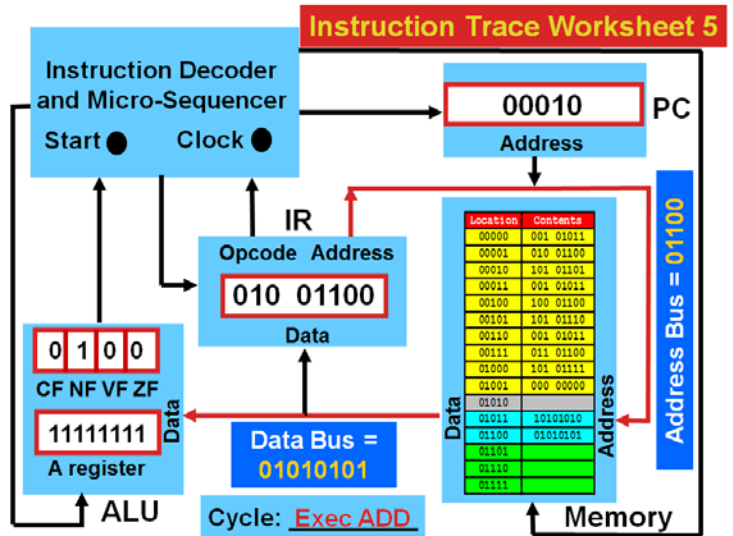 Instruction Trace Worksheet 5
Instruction Decoder
and Micro-Sequencer
Start
Clock
00010
PC
Address
IR
Opcode Address
010 01100
Data
0 1 0 0
CF NF VF ZF
11111111
A register
Data
ALU
Data Bus =
01010101
Cycle: Exec ADD
Location Contents
00000 001 01011
00001 010 01100
00010 101 01101
00011 001 01011
00100 100 01100
00101 101 01110
00110 001 01011
00111 011 01100
01000 101 01111
01001 000 00000
01010
01011 10101010
01100 01010101
01101
01110
01111
Data
Address
Memory
Address Bus = 01100